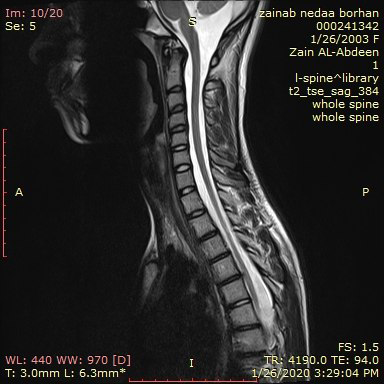 Im: 10/20
Se: 5
S
zainab nedaa borhan
000241342
1/26/2003 F
Zain AL-Abdeen
1
l-spine^library
t2_tse_sag_384
whole spine
whole spine
A
P
I
WL: 440 WW: 970 [D]
T: 3.0mm L: 6.3mm*
FS: 1.5
TR: 4190.0 TE: 94.0
1/26/2020 3:29:04 PM